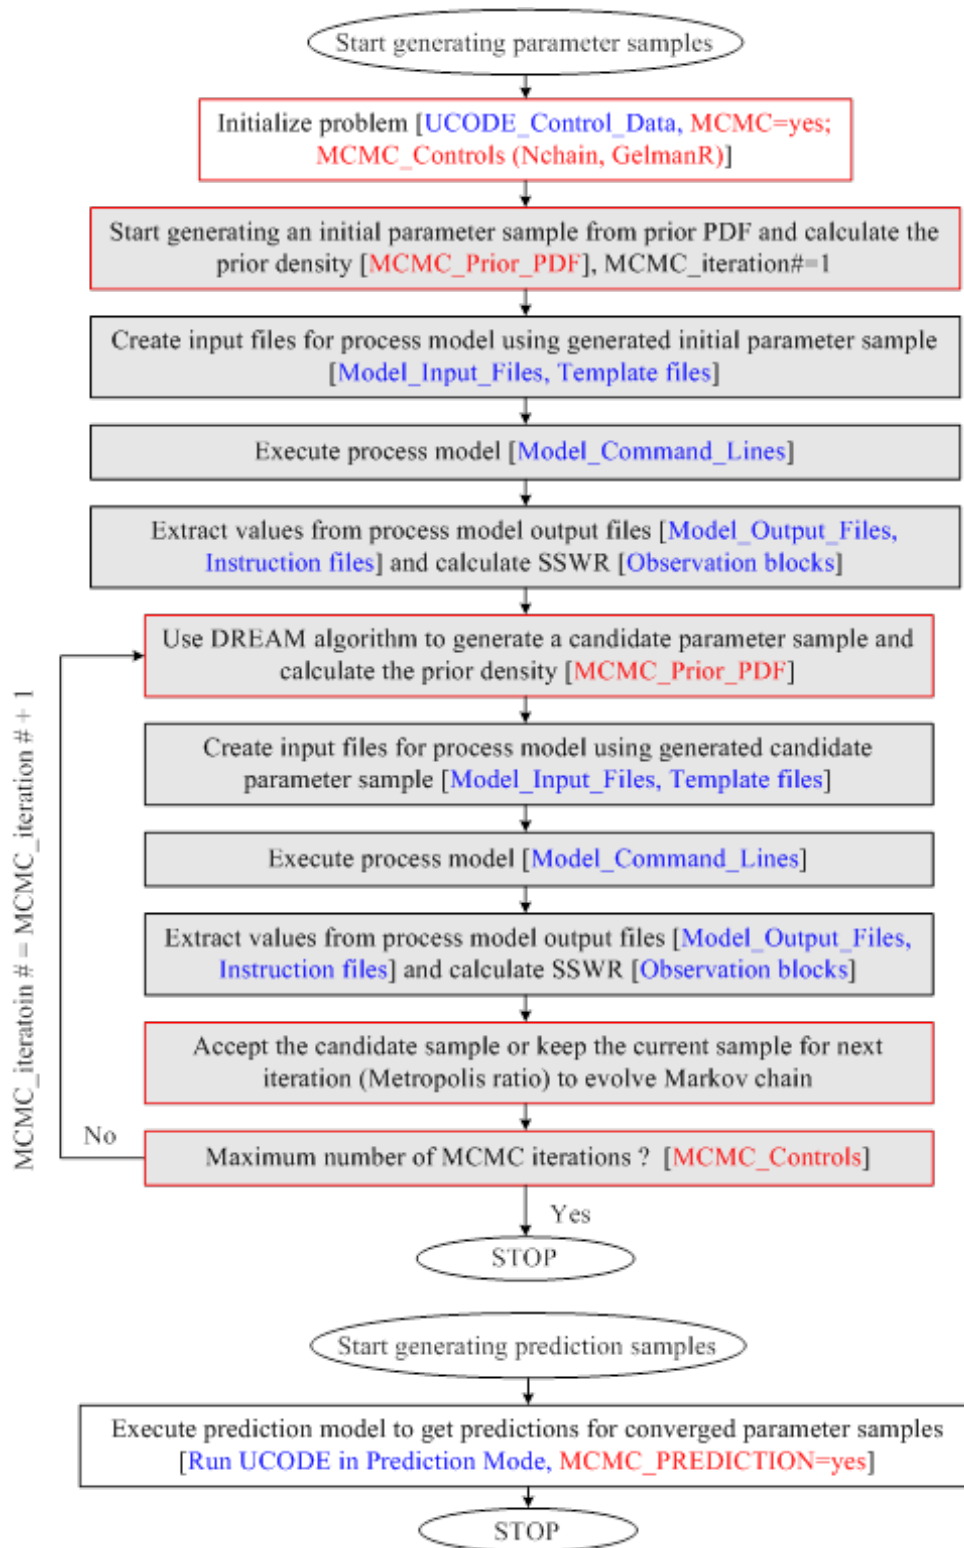 Start generating parameter samples
Initialize problem [UCODE_Control_Data, MCMC=yes;
MCMC_Controls (Nchain, GelmanR)]
Start generating an initial parameter sample from prior PDF and calculate the
prior density [MCMC_Prior_PDF], MCMC_iteration#=1
Create input files for process model using generated initial parameter sample
[Model_Input_Files, Template files]
Execute process model [Model_Command_Lines]
Extract values from process model output files [Model_Output_Files,
Instruction files] and calculate SSWR [Observation blocks]
Use DREAM algorithm to generate a candidate parameter sample and
calculate the prior density [MCMC_Prior_PDF]
Create input files for process model using generated candidate
parameter sample [Model_Input_Files, Template files]
Execute process model [Model_Command_Lines]
Extract values from process model output files [Model_Output_Files,
Instruction files] and calculate SSWR [Observation blocks]
Accept the candidate sample or keep the current sample for next
iteration (Metropolis ratio) to evolve Markov chain
Maximum number of MCMC iterations ? [MCMC_Controls]
No
MCMC_iteratoin # = MCMC_iteration # + 1
Yes
STOP
Start generating prediction samples
Execute prediction model to get predictions for converged parameter samples
[Run UCODE in Prediction Mode, MCMC_PREDICTION=yes]
STOP